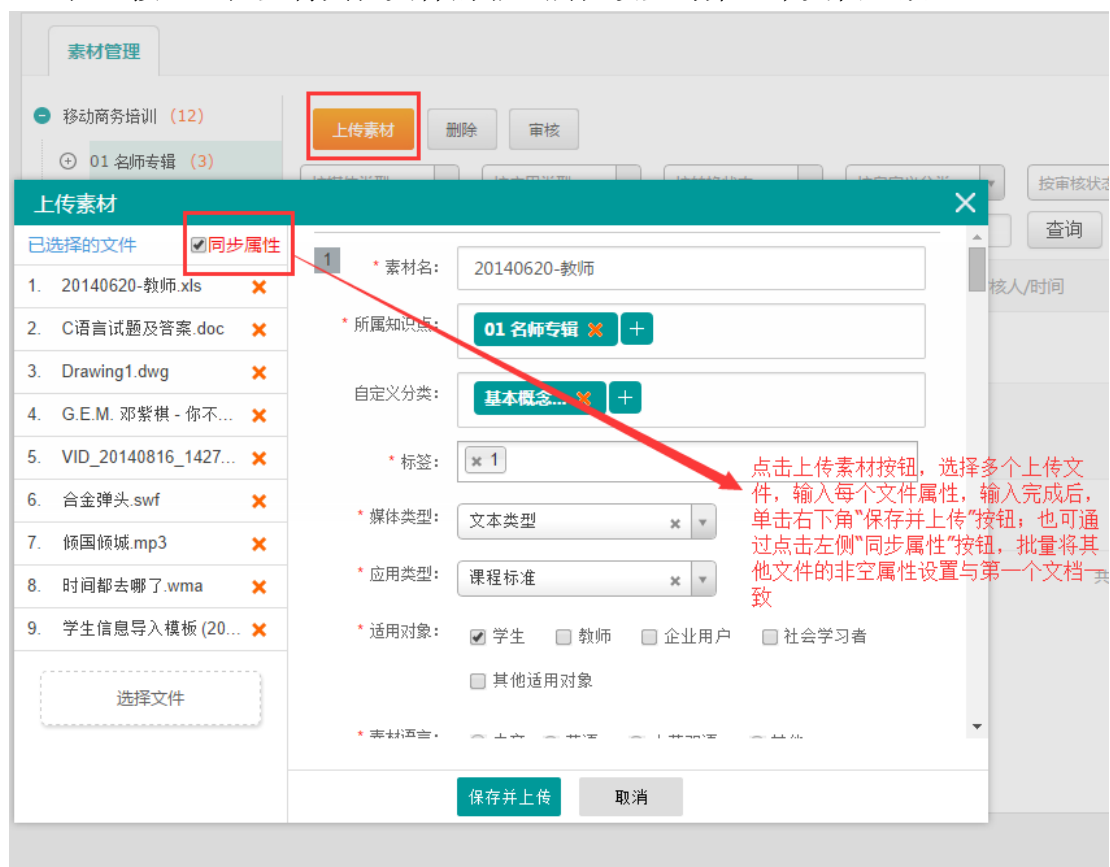 素材管理
移动商务培训 (12)
上传素材 删除 审核
01 名师专辑 (3)
按审核状态
上传素材
查询
已选择的文件 同步属性
核人/时间
1. 20140620-教师.xls
2. C语言试题及答案.doc
3. Drawing1.dwg
4. G.E.M. 邓紫棋 - 你不...
5. VID_20140816_1427...
6. 合金弹头.swf
7. 倾国倾城.mp3
8. 时间都去哪了.wma
9. 学生信息导入模板 (20...
选择文件
1 * 素材名: 20140620-教师
* 所属知识点: 01 名师专辑
自定义分类: 基本概念...
* 标签: 1
* 媒体类型: 文本类型
* 应用类型: 课程标准
* 适用对象: 学生 教师 企业用户 社会学习者
其他适用对象
* 素材语言:
点击上传素材按钮，选择多个上传文
件，输入每个文件属性，输入完成后，
单击右下角“保存并上传”按钮；也可通
过点击左侧“同步属性”按钮，批量将其
他文件的非空属性设置与第一个文档一
致
共
保存并上传 取消